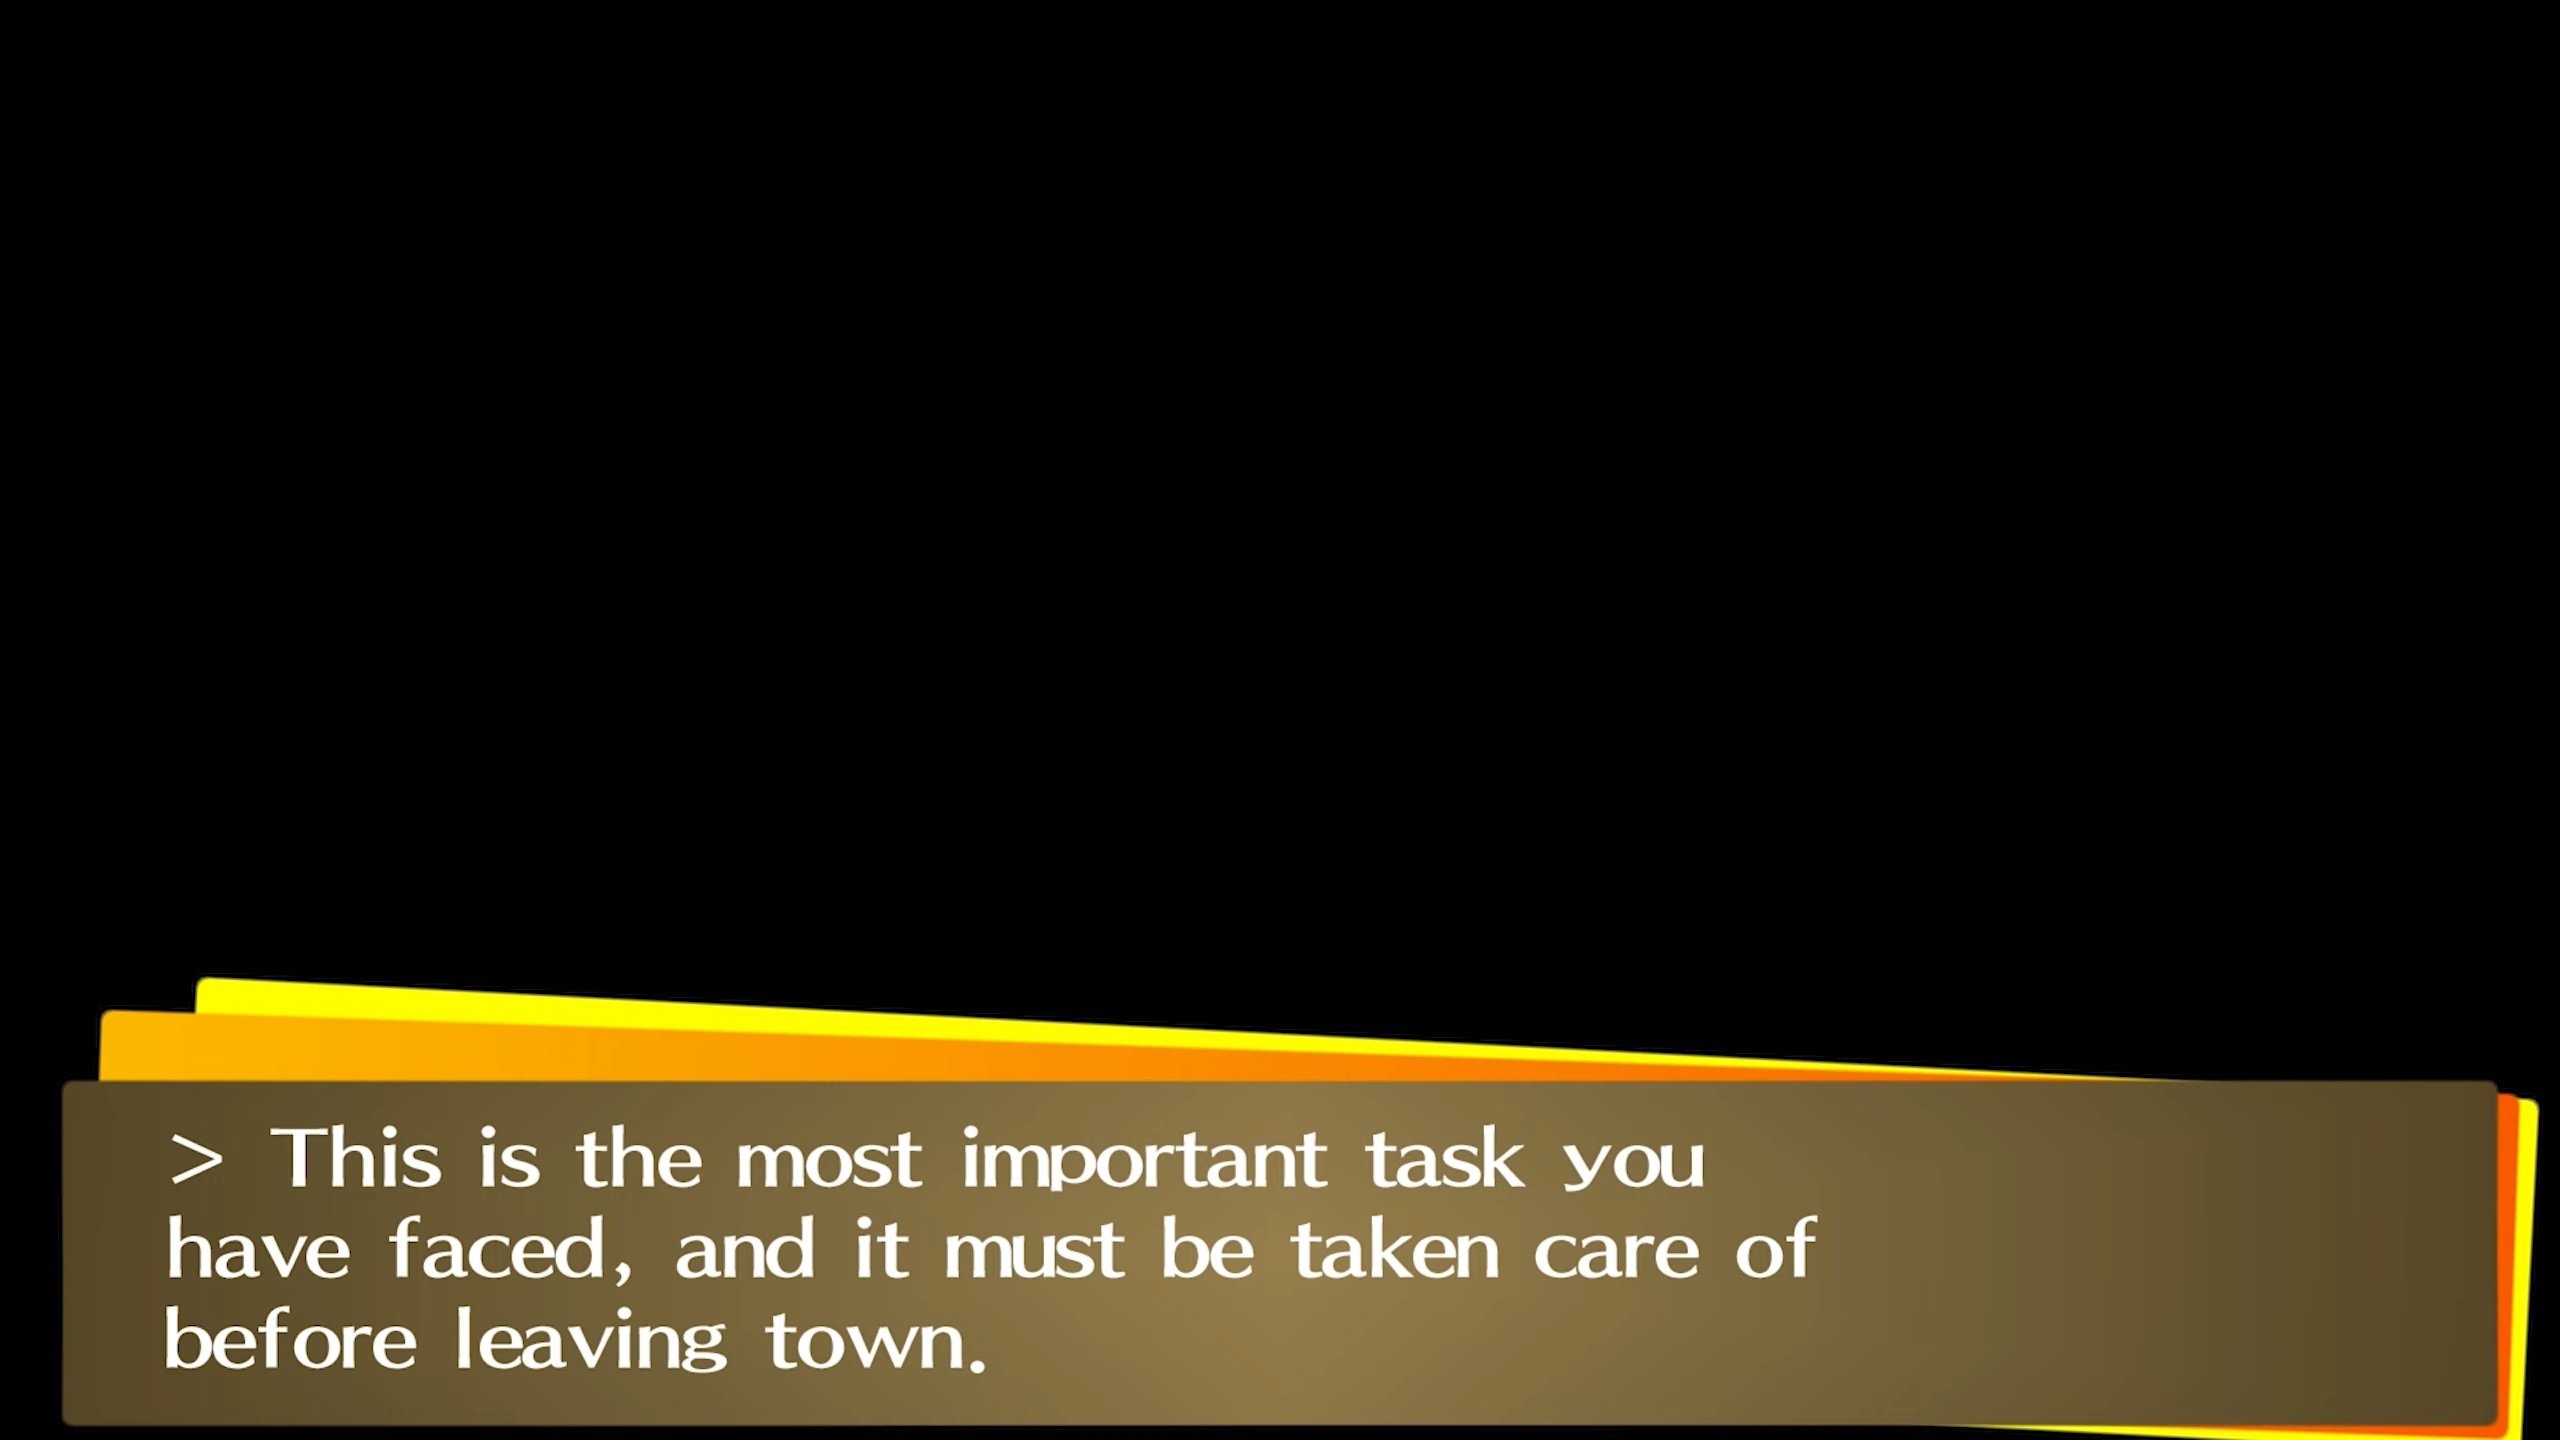 > This is the most important task you
have faced, and it must be taken care of
before leaving town.